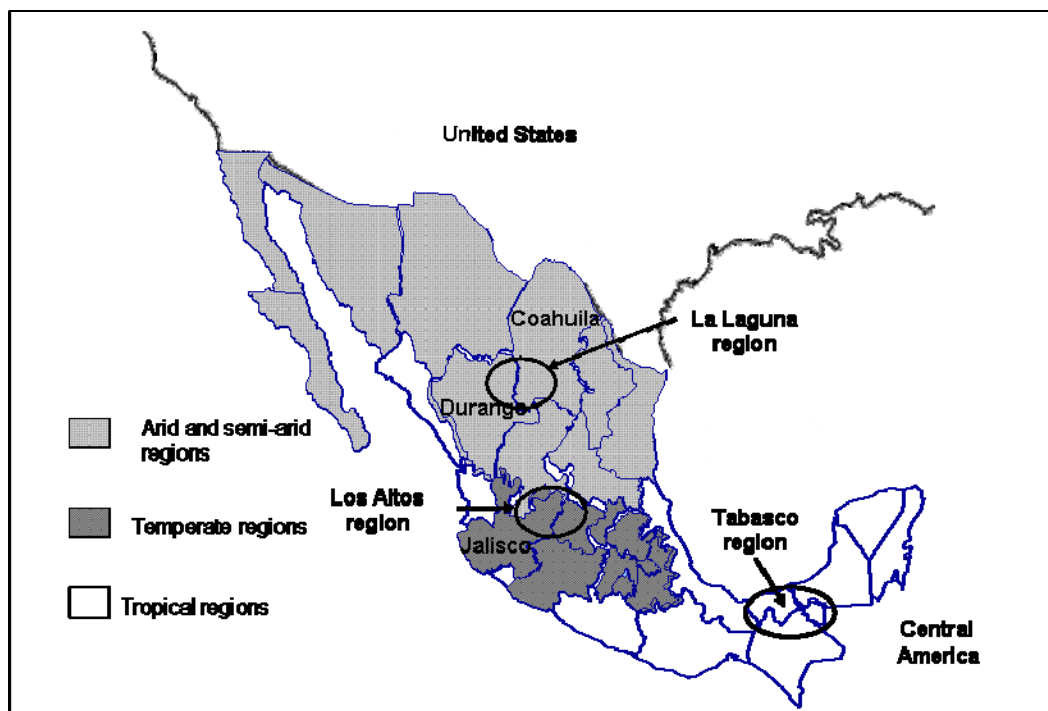 United States
Coahuila
La Laguna
region
Durango
Arid and semi-arid
regions
Los Altos
region
Temperate regions
Jalisco
Tabasco
region
Tropical regions
Central
America